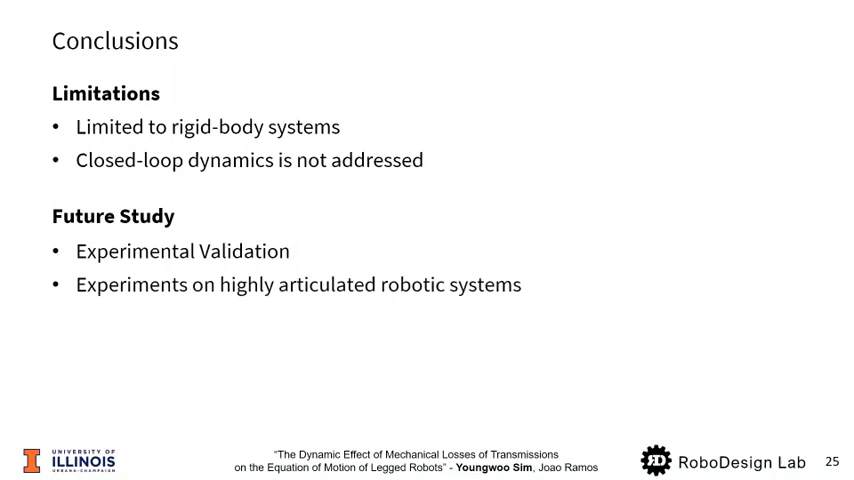 Conclusions
Limitations
• Limited to rigid-body systems
• Closed-loop dynamics is not addressed
Future Study
• Experimental Validation
• Experiments on highly articulated robotic systems
UNIVERSITY OF
ILLINOIS
URBANA-CHAMPAIGN
“The Dynamic Effect of Mechanical Losses of Transmissions
on the Equation of Motion of Legged Robots” - Youngwoo Sim, Joao Ramos
RoboDesign Lab
25